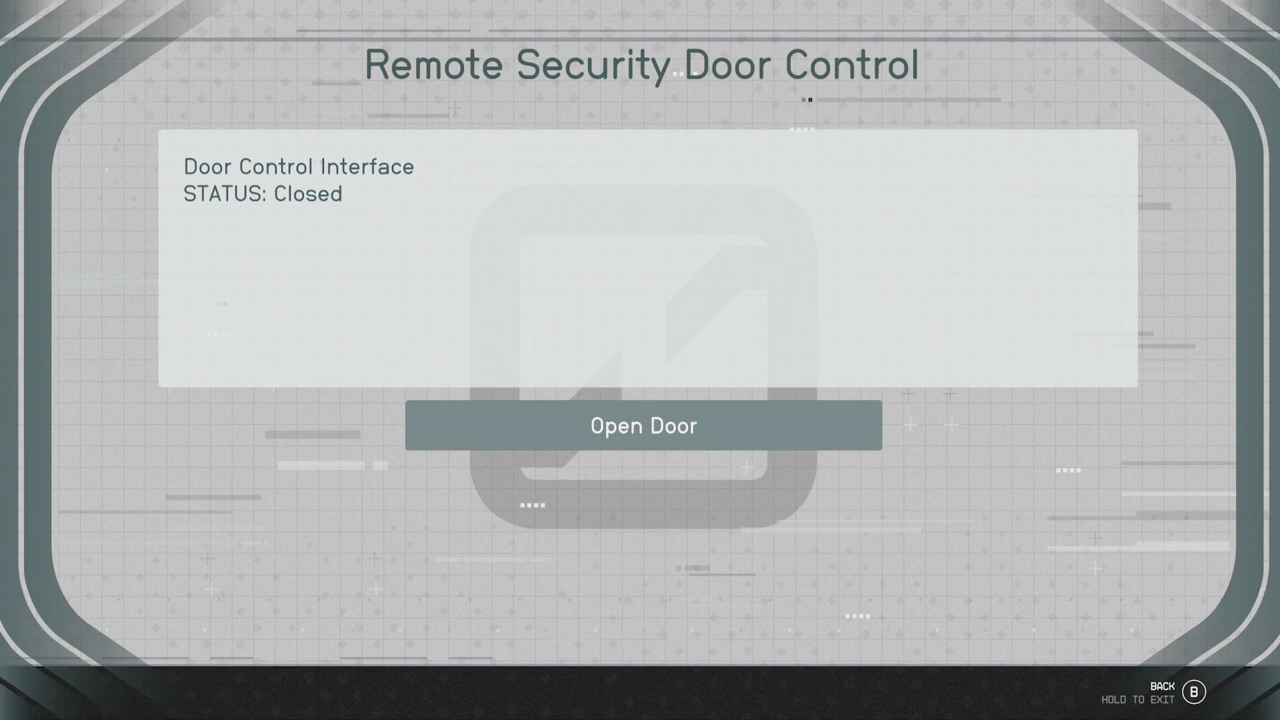 Remote Security Door Control
Door Control Interface
STATUS: Closed
Open Door
BACK
HOLD TO EXIT
B